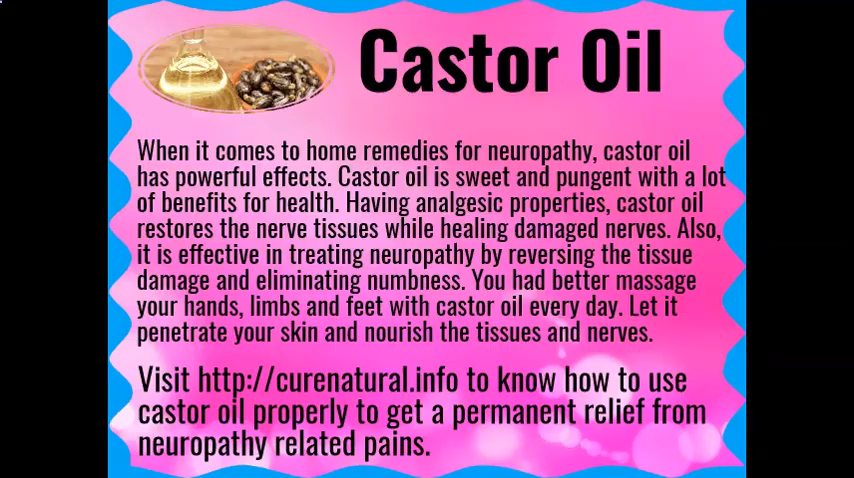 Castor Oil
When it comes to home remedies for neuropathy, castor oil
has powerful effects. Castor oil is sweet and pungent with a lot
of benefits for health. Having analgesic properties, castor oil
restores the nerve tissues while healing damaged nerves. Also,
it is effective in treating neuropathy by reversing the tissue
damage and eliminating numbness. You had better massage
your hands, limbs and feet with castor oil every day. Let it
penetrate your skin and nourish the tissues and nerves.
Visit http://curenatural.info to know how to use
castor oil properly to get a permanent relief from
neuropathy related pains.